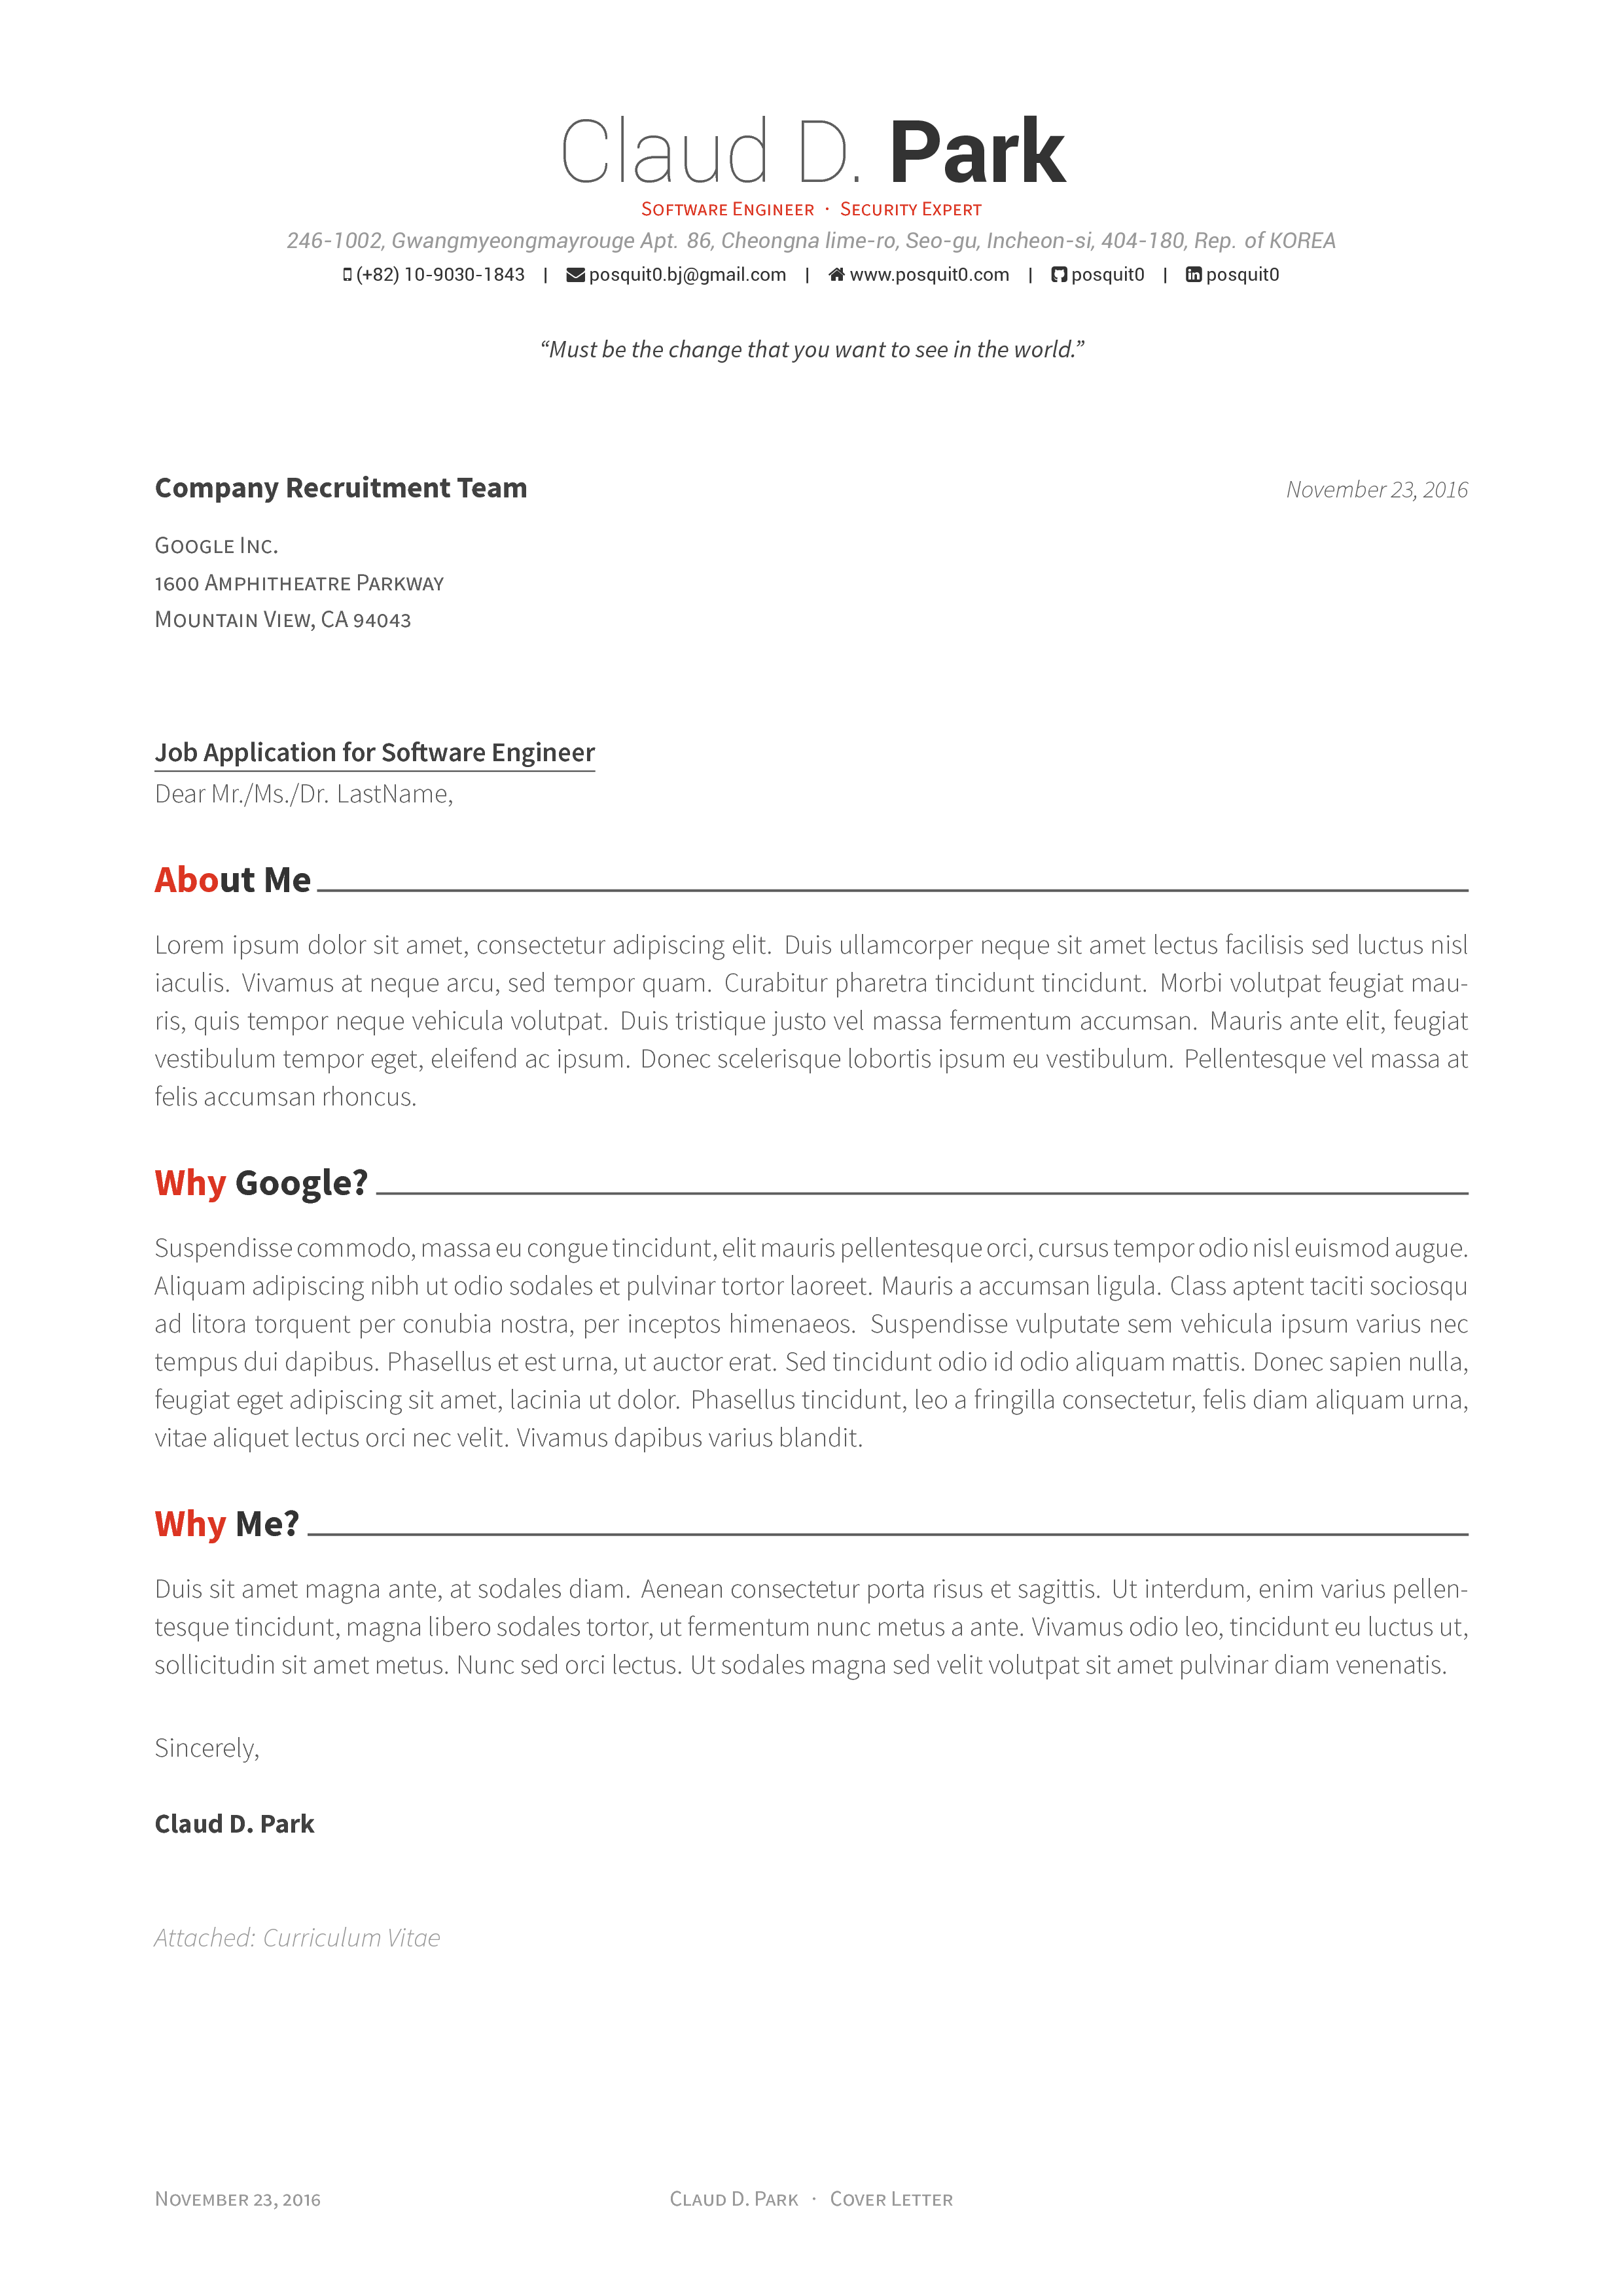 Claud D. Park
Software Engineer · Security Expert
246-1002, Gwangmyeongmayrouge Apt. 86, Cheongna lime-ro, Seo-gu, Incheon-si, 404-180, Rep. of KOREA
(+82) 10-9030-1843 | posquit0.bj@gmail.com | www.posquit0.com | posquit0 | posquit0
“Must be the change that you want to see in the world.”
Company Recruitment Team
November 23, 2016
Google Inc.
1600 Amphitheatre Parkway
Mountain View, CA 94043
Job Application for Software Engineer
Dear Mr./Ms./Dr. LastName,
About Me
Lorem ipsum dolor sit amet, consectetur adipiscing elit. Duis ullamcorper neque sit amet lectus facilisis sed luctus nisl
iaculis. Vivamus at neque arcu, sed tempor quam. Curabitur pharetra tincidunt tincidunt. Morbi volutpat feugiat mau-
ris, quis tempor neque vehicula volutpat. Duis tristique justo vel massa fermentum accumsan. Mauris ante elit, feugiat
vestibulum tempor eget, eleifend ac ipsum. Donec scelerisque lobortis ipsum eu vestibulum. Pellentesque vel massa at
felis accumsan rhoncus.
Why Google?
Suspendisse commodo, massa eu congue tincidunt, elit mauris pellentesque orci, cursus tempor odio nisl euismod augue.
Aliquam adipiscing nibh ut odio sodales et pulvinar tortor laoreet. Mauris a accumsan ligula. Class aptent taciti sociosqu
ad litora torquent per conubia nostra, per inceptos himenaeos. Suspendisse vulputate sem vehicula ipsum varius nec
tempus dui dapibus. Phasellus et est urna, ut auctor erat. Sed tincidunt odio id odio aliquam mattis. Donec sapien nulla,
feugiat eget adipiscing sit amet, lacinia ut dolor. Phasellus tincidunt, leo a fringilla consectetur, felis diam aliquam urna,
vitae aliquet lectus orci nec velit. Vivamus dapibus varius blandit.
Why Me?
Duis sit amet magna ante, at sodales diam. Aenean consectetur porta risus et sagittis. Ut interdum, enim varius pellen-
tesque tincidunt, magna libero sodales tortor, ut fermentum nunc metus a ante. Vivamus odio leo, tincidunt eu luctus ut,
sollicitudin sit amet metus. Nunc sed orci lectus. Ut sodales magna sed velit volutpat sit amet pulvinar diam venenatis.
Sincerely,
Claud D. Park
Attached: Curriculum Vitae
November 23, 2016
Claud D. Park · Cover Letter